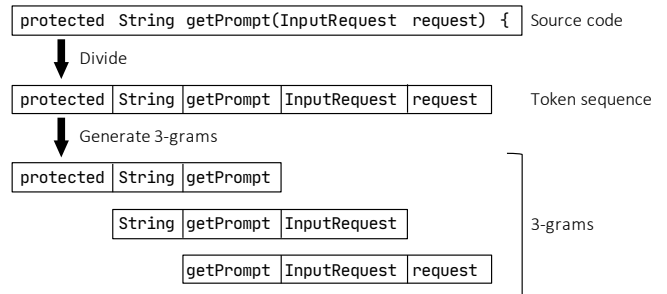 protected String getPrompt(InputRequest request) { Source code
Divide
protected String getPrompt InputRequest request Token sequence
Generate 3-grams
protected String getPrompt
String getPrompt InputRequest
3-grams
getPrompt InputRequest request